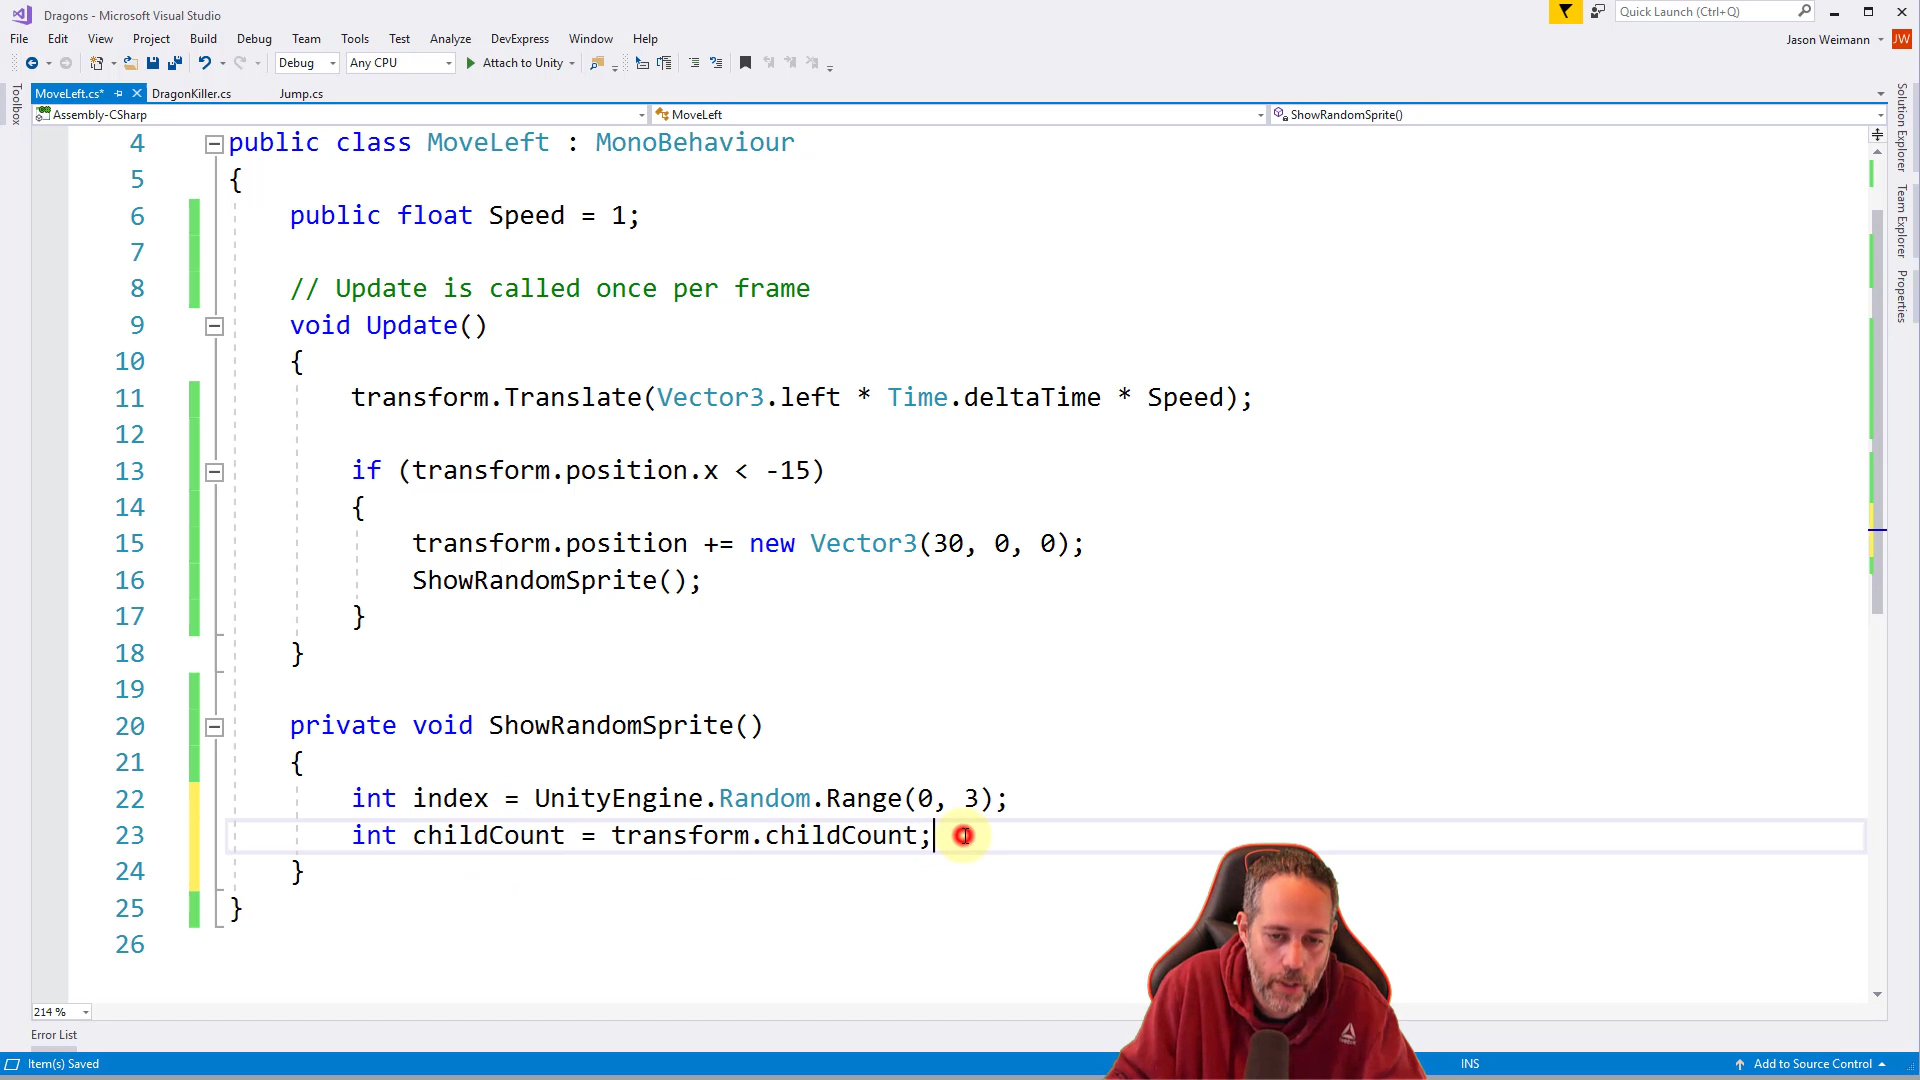 Dragons - Microsoft Visual Studio
Quick Launch (Ctrl+Q)
File Edit View Project Build Debug Team Tools Test Analyze DevExpress Window Help
Jason Weimann JW
Debug Any CPU Attach to Unity
MoveLeft.cs* DragonKiller.cs Jump.cs
Assembly-CSharp MoveLeft ShowRandomSprite()
Toolbox
Solution Explorer
Team Explorer
Properties
4 public class MoveLeft : MonoBehaviour
5 {
6 public float Speed = 1;
7
8 // Update is called once per frame
9 void Update()
10 {
11 transform.Translate(Vector3.left * Time.deltaTime * Speed);
12
13 if (transform.position.x < -15)
14 {
15 transform.position += new Vector3(30, 0, 0);
16 ShowRandomSprite();
17 }
18 }
19
20 private void ShowRandomSprite()
21 {
22 int index = UnityEngine.Random.Range(0, 3);
23 int childCount = transform.childCount;
24 }
25 }
26
214 %
Error List
Item(s) Saved INS Add to Source Control